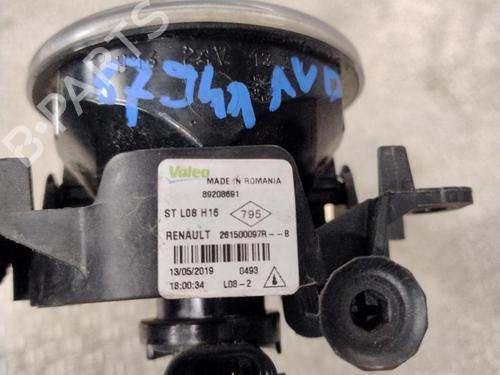 B-PARTS
67941 AVD
Valeo
MADE IN ROMANIA
89208691
ST L08 H16 795
RENAULT 261500097R--B
13/05/2019 0493
18:00:34 L08-2